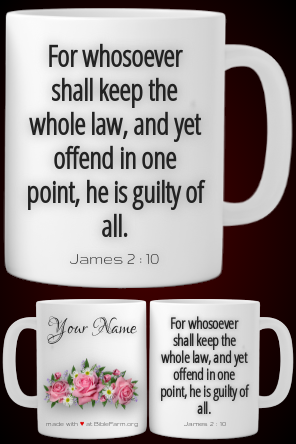 For whosoever
shall keep the
whole law, and yet
offend in one
point, he is guilty of
all.
James 2 : 10
Your Name
made with ♥ at BibleFarm.org
For whosoever
shall keep the
whole law, and yet
offend in one
point, he is guilty of
all.
James 2 : 10